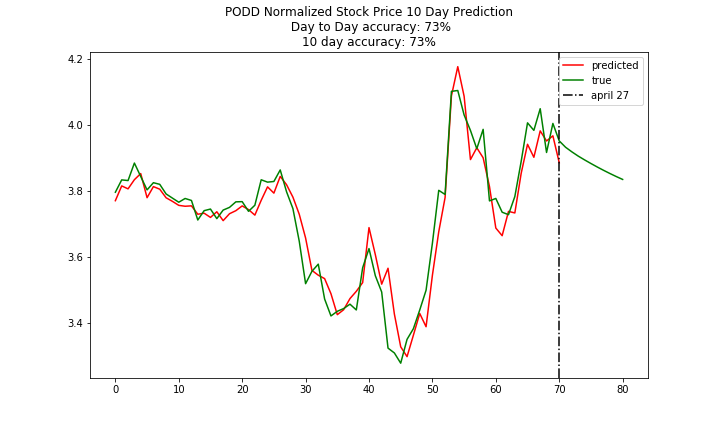 PODD Normalized Stock Price 10 Day Prediction
Day to Day accuracy: 73%
10 day accuracy: 73%
predicted
true
april 27
4.2
4.0
3.8
3.6
3.4
0 10 20 30 40 50 60 70 80